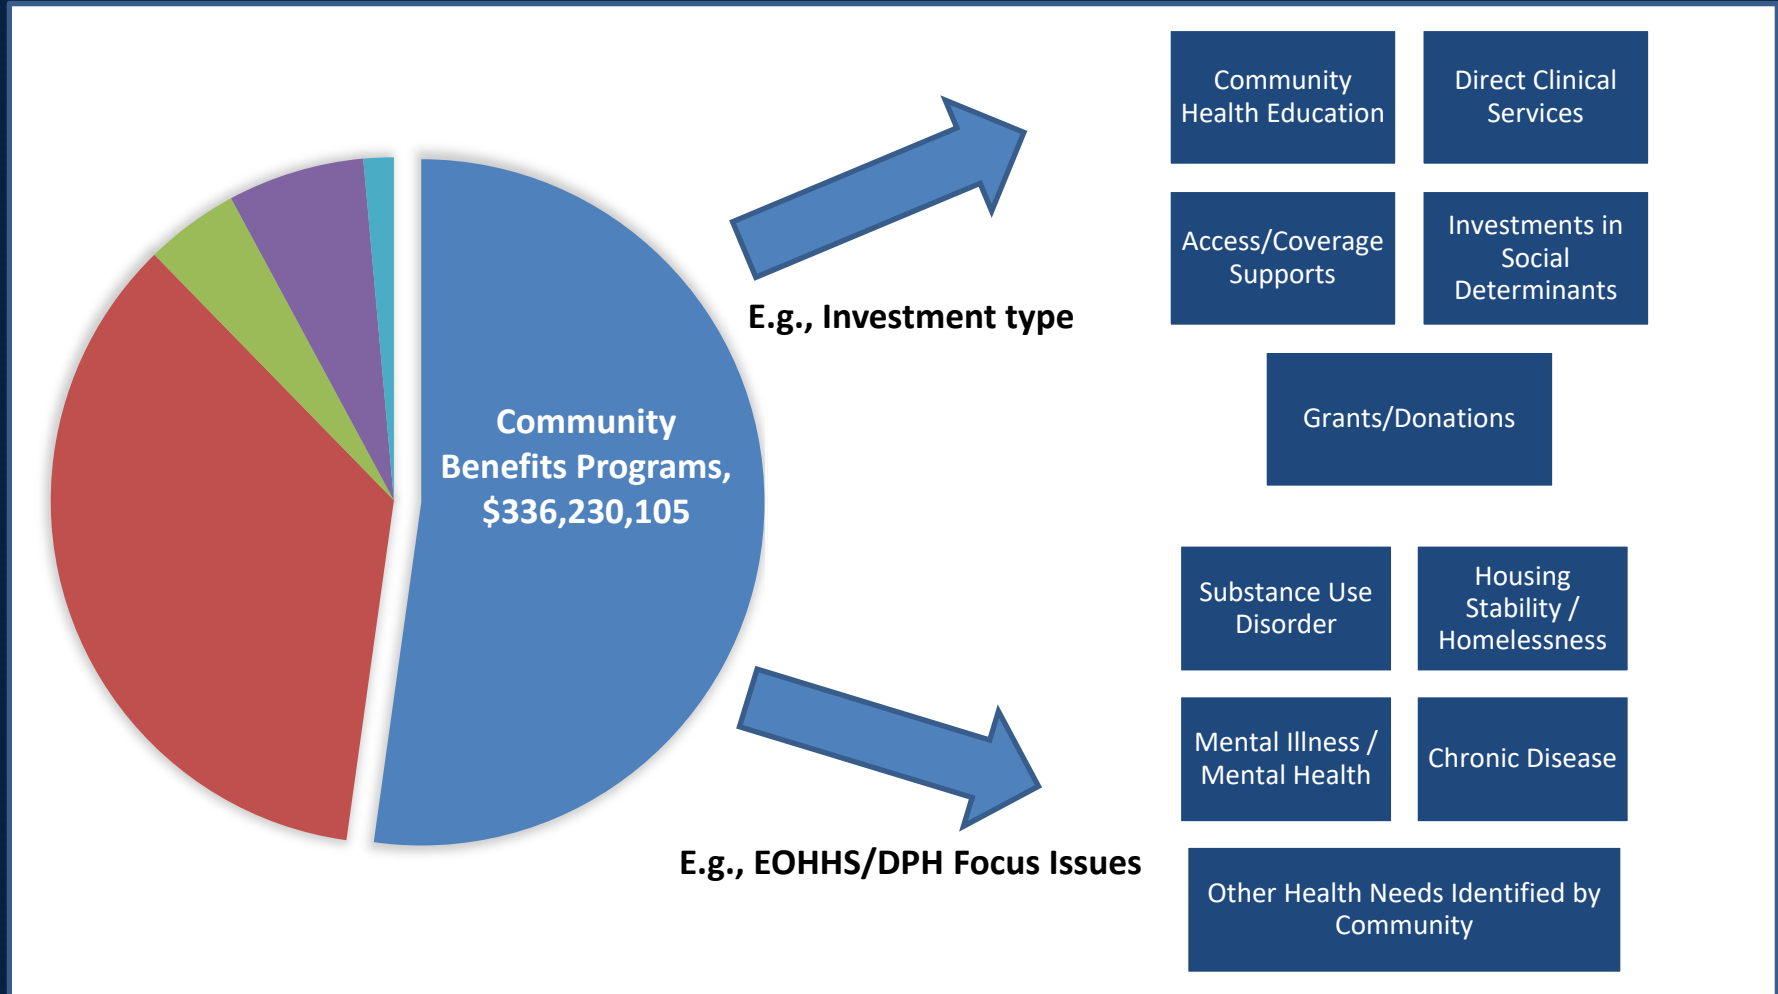 Community
Benefits Programs,
$336,230,105
E.g., Investment type
Community
Health Education
Direct Clinical
Services
Access/Coverage
Supports
Investments in
Social
Determinants
Grants/Donations
E.g., EOHHS/DPH Focus Issues
Substance Use
Disorder
Housing
Stability /
Homelessness
Mental Illness /
Mental Health
Chronic Disease
Other Health Needs Identified by
Community